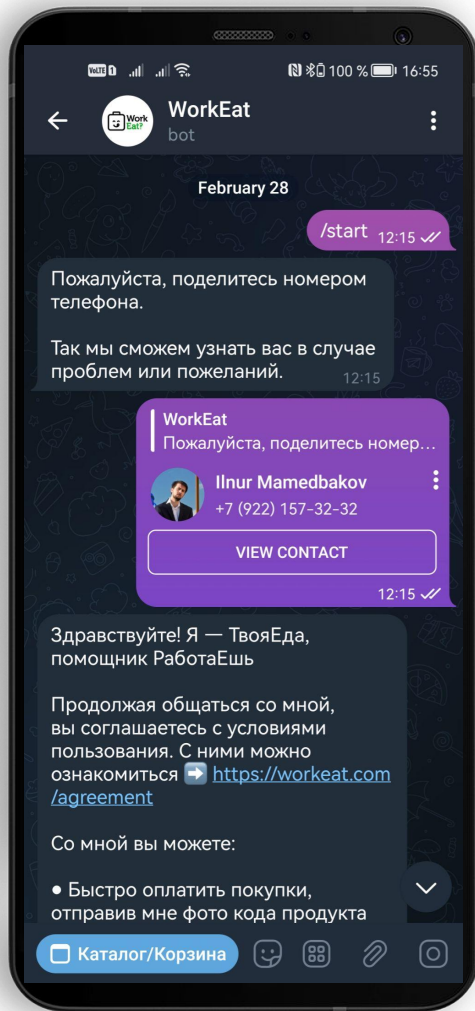 VoLTE 1
100 % 16:55
Work
Eat?
WorkEat
bot
February 28
/start 12:15
Пожалуйста, поделитесь номером
телефона.
Так мы сможем узнать вас в случае
проблем или пожеланий. 12:15
WorkEat
Пожалуйста, поделитесь номер...
Ilnur Mamedbakov
+7 (922) 157-32-32
VIEW CONTACT
12:15
Здравствуйте! Я — ТвояЕда,
помощник РаботаЕшь
Продолжая общаться со мной,
вы соглашаетесь с условиями
пользования. С ними можно
ознакомиться ➡️ https://workeat.com
/agreement
Со мной вы можете:
● Быстро оплатить покупки,
отправив мне фото кода продукта
Каталог/Корзина